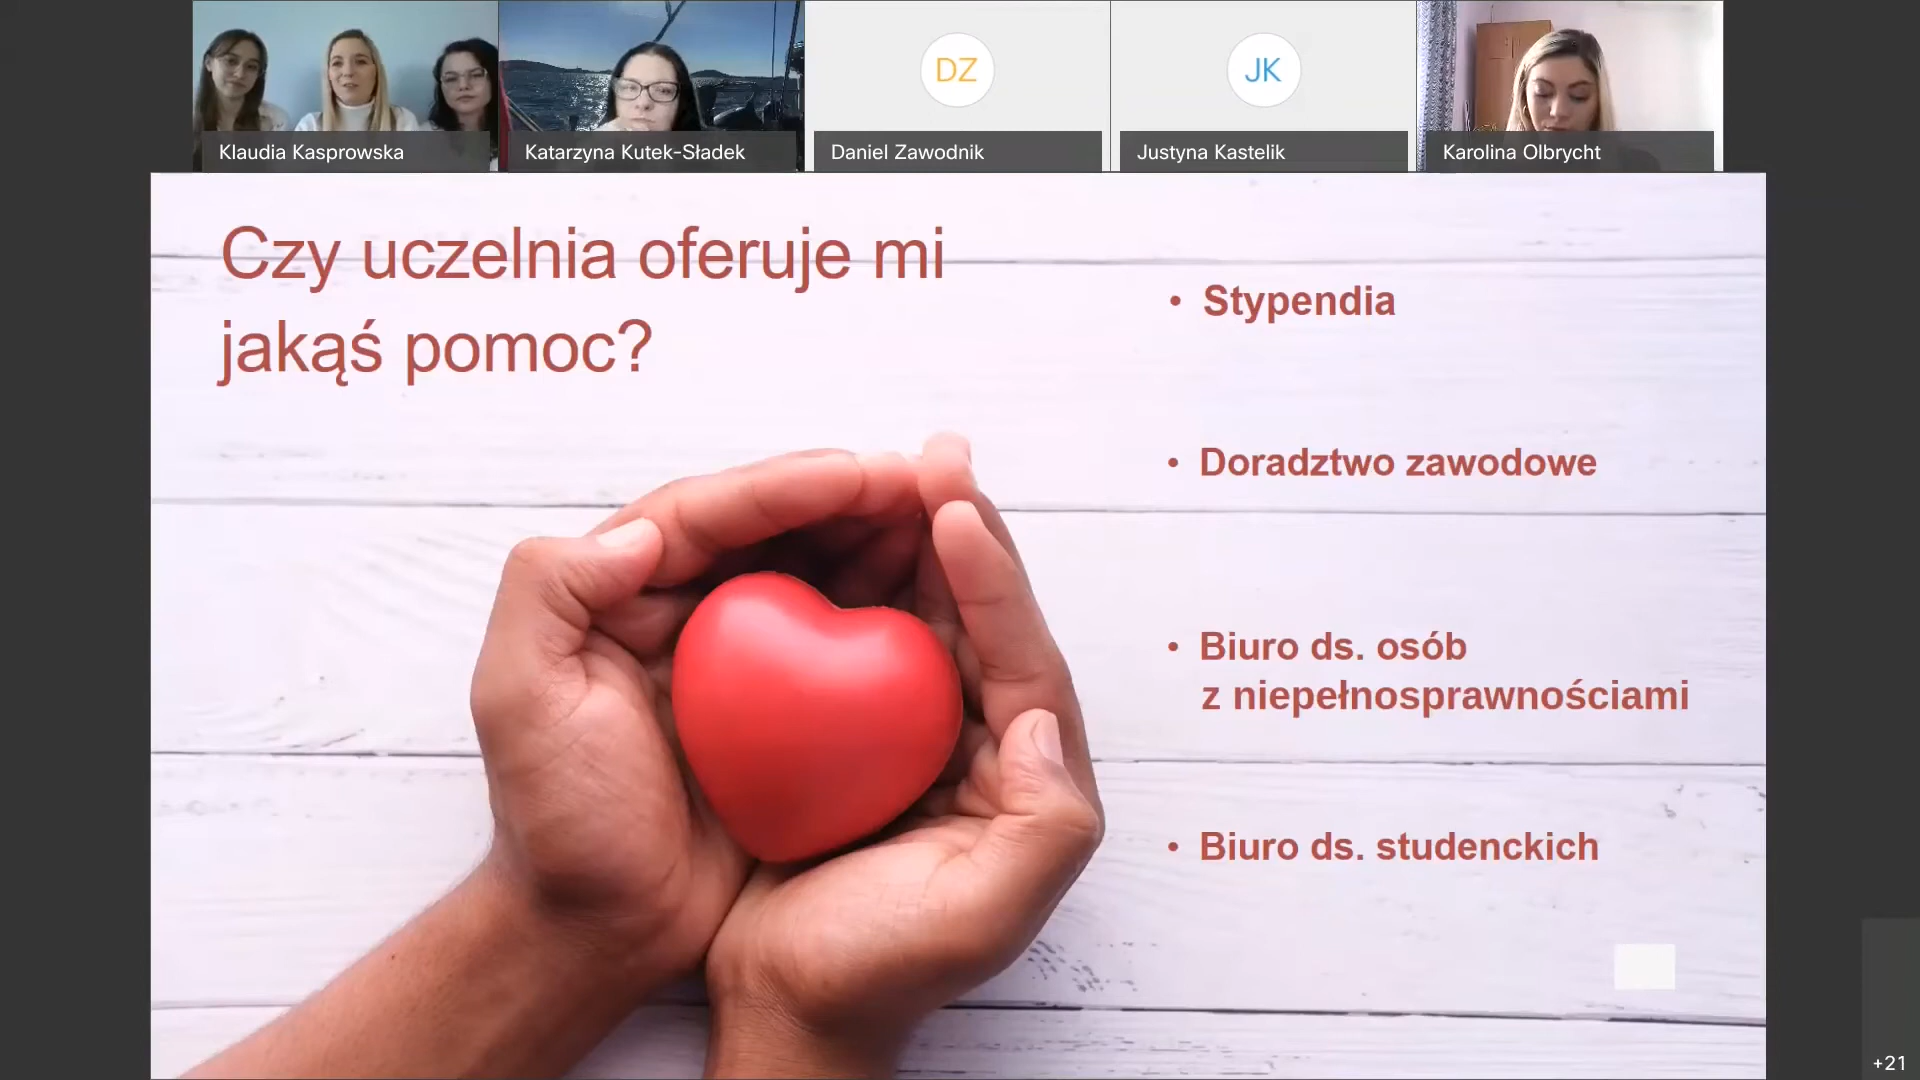 DZ
JK
Klaudia Kasprowska
Katarzyna Kutek-Sładek
Daniel Zawodnik
Justyna Kastelik
Karolina Olbrycht
Czy uczelnia oferuje mi
jakąś pomoc?
• Stypendia
• Doradztwo zawodowe
• Biuro ds. osób
z niepełnosprawnościami
• Biuro ds. studenckich
+21